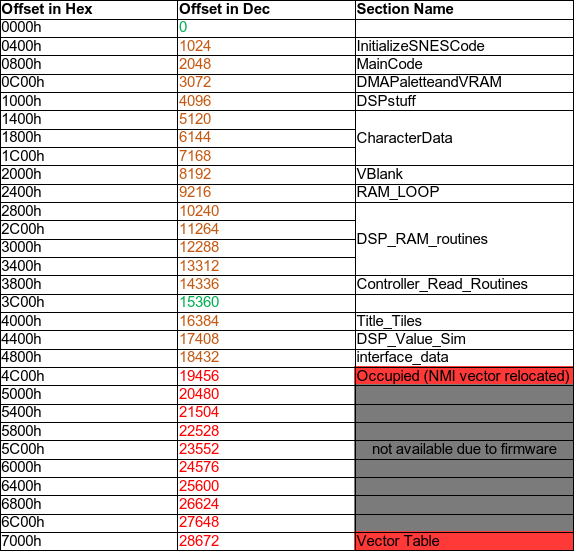 Offset in Hex Offset in Dec Section Name
0000h 0
0400h 1024 InitializeSNESCode
0800h 2048 MainCode
0C00h 3072 DMAPaletteandVRAM
1000h 4096 DSPstuff
1400h 5120
1800h 6144 CharacterData
1C00h 7168
2000h 8192 VBlank
2400h 9216 RAM_LOOP
2800h 10240
2C00h 11264
DSP_RAM_routines
3000h 12288
3400h 13312
3800h 14336 Controller_Read_Routines
3C00h 15360
4000h 16384 Title_Tiles
4400h 17408 DSP_Value_Sim
4800h 18432 interface_data
4C00h 19456 Occupied (NMI vector relocated)
5000h 20480
5400h 21504
5800h 22528
5C00h 23552 not available due to firmware
6000h 24576
6400h 25600
6800h 26624
6C00h 27648
7000h 28672 Vector Table